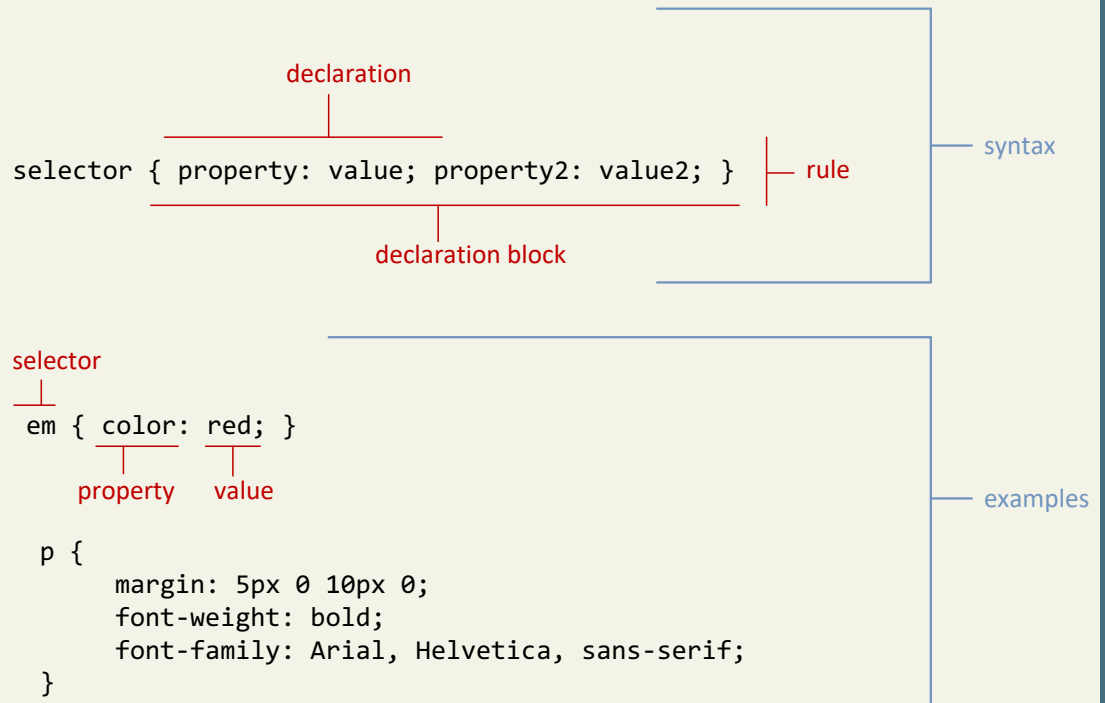 declaration
syntax
selector { property: value; property2: value2; }
rule
declaration block
selector
em { color: red; }
property value
examples
p {
margin: 5px 0 10px 0;
font-weight: bold;
font-family: Arial, Helvetica, sans-serif;
}